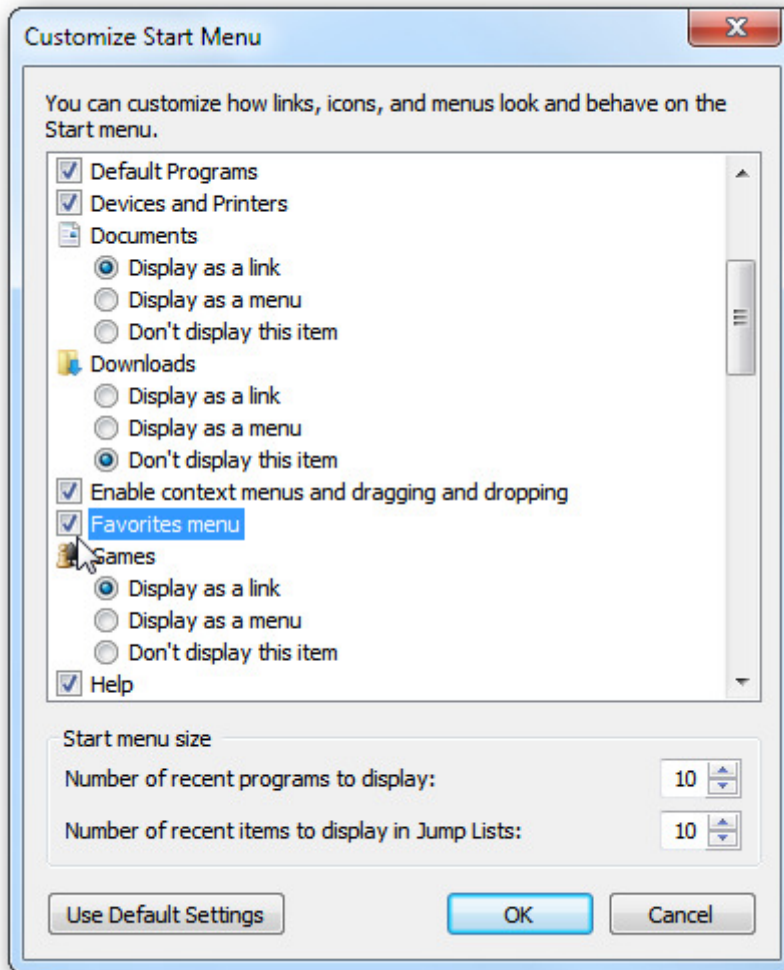 Customize Start Menu
You can customize how links, icons, and menus look and behave on the
Start menu.
Default Programs
Devices and Printers
Documents
Display as a link
Display as a menu
Don't display this item
Downloads
Display as a link
Display as a menu
Don't display this item
Enable context menus and dragging and dropping
Favorites menu
Games
Display as a link
Display as a menu
Don't display this item
Help
Start menu size
Number of recent programs to display: 10
Number of recent items to display in Jump Lists: 10
Use Default Settings OK Cancel